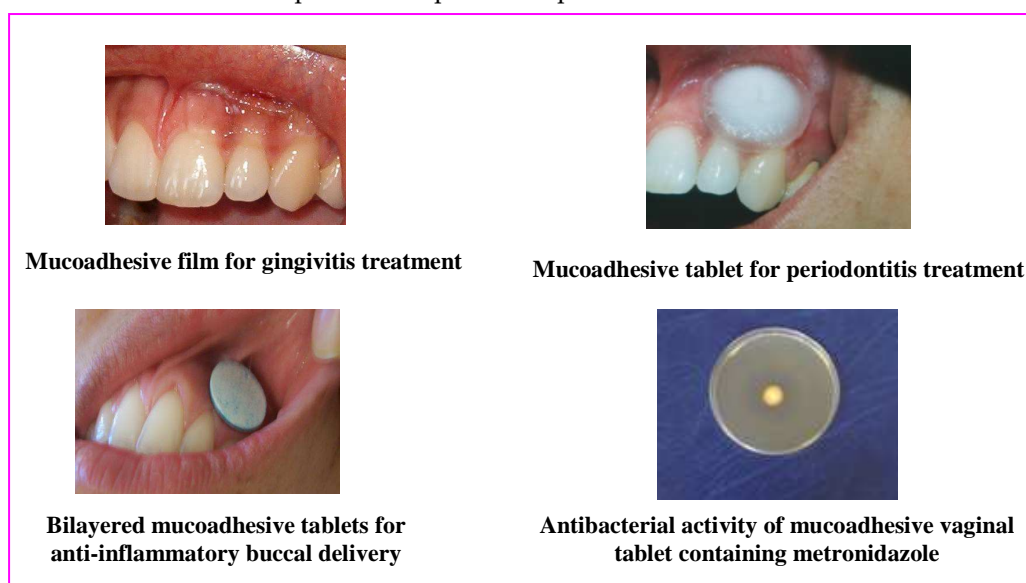 Mucoadhesive film for gingivitis treatment
Mucoadhesive tablet for periodontitis treatment
Bilayered mucoadhesive tablets for
anti-inflammatory buccal delivery
Antibacterial activity of mucoadhesive vaginal
tablet containing metronidazole